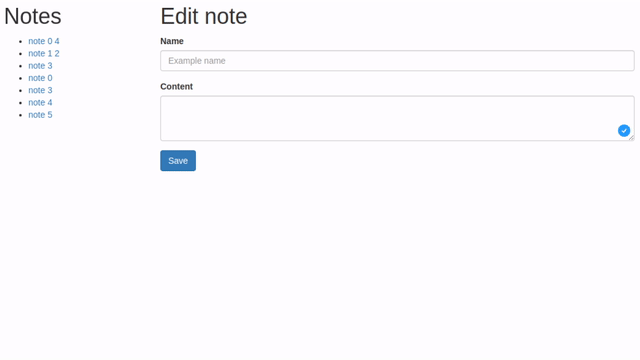 Notes
note 0 4
note 1 2
note 3
note 0
note 3
note 4
note 5
Edit note
Name
Example name
Content
Save